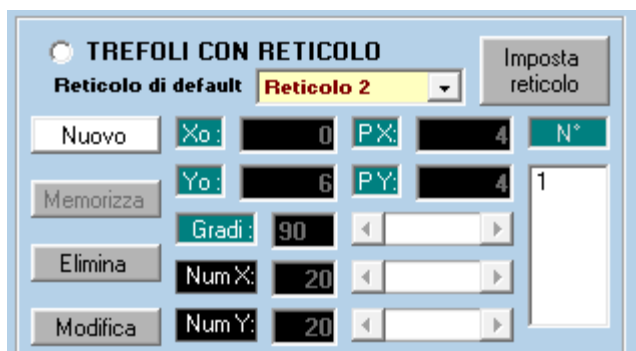 TREFOLI CON RETICOLO
Imposta reticolo
Reticolo di default Reticolo 2
Nuovo Xo: 0 PX: 4 N°
Memorizza Yo: 6 PY: 4 1
Gradi: 90
Elimina Num X: 20
Modifica Num Y: 20